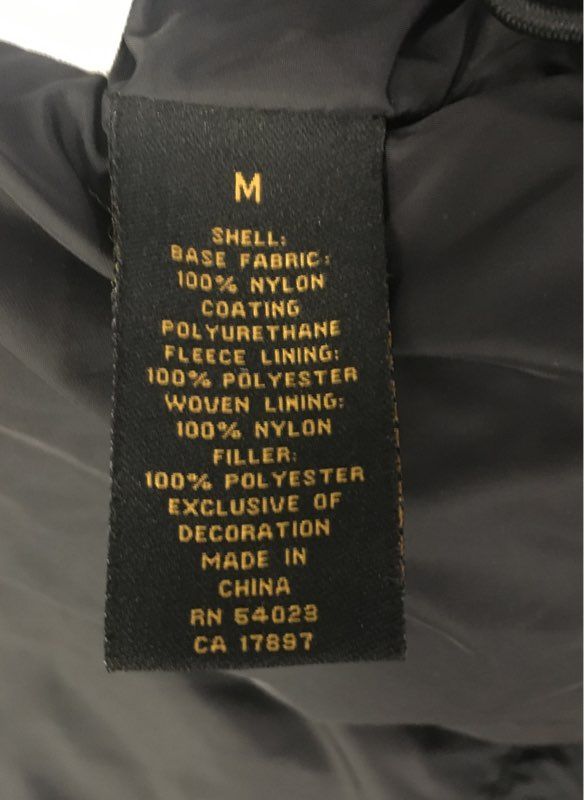 M
SHELL:
BASE FABRIC:
100% NYLON
COATING
POLYURETHANE
FLEECE LINING:
100% POLYESTER
WOVEN LINING:
100% NYLON
FILLER:
100% POLYESTER
EXCLUSIVE OF
DECORATION
MADE IN
CHINA
RN 54023
CA 17897